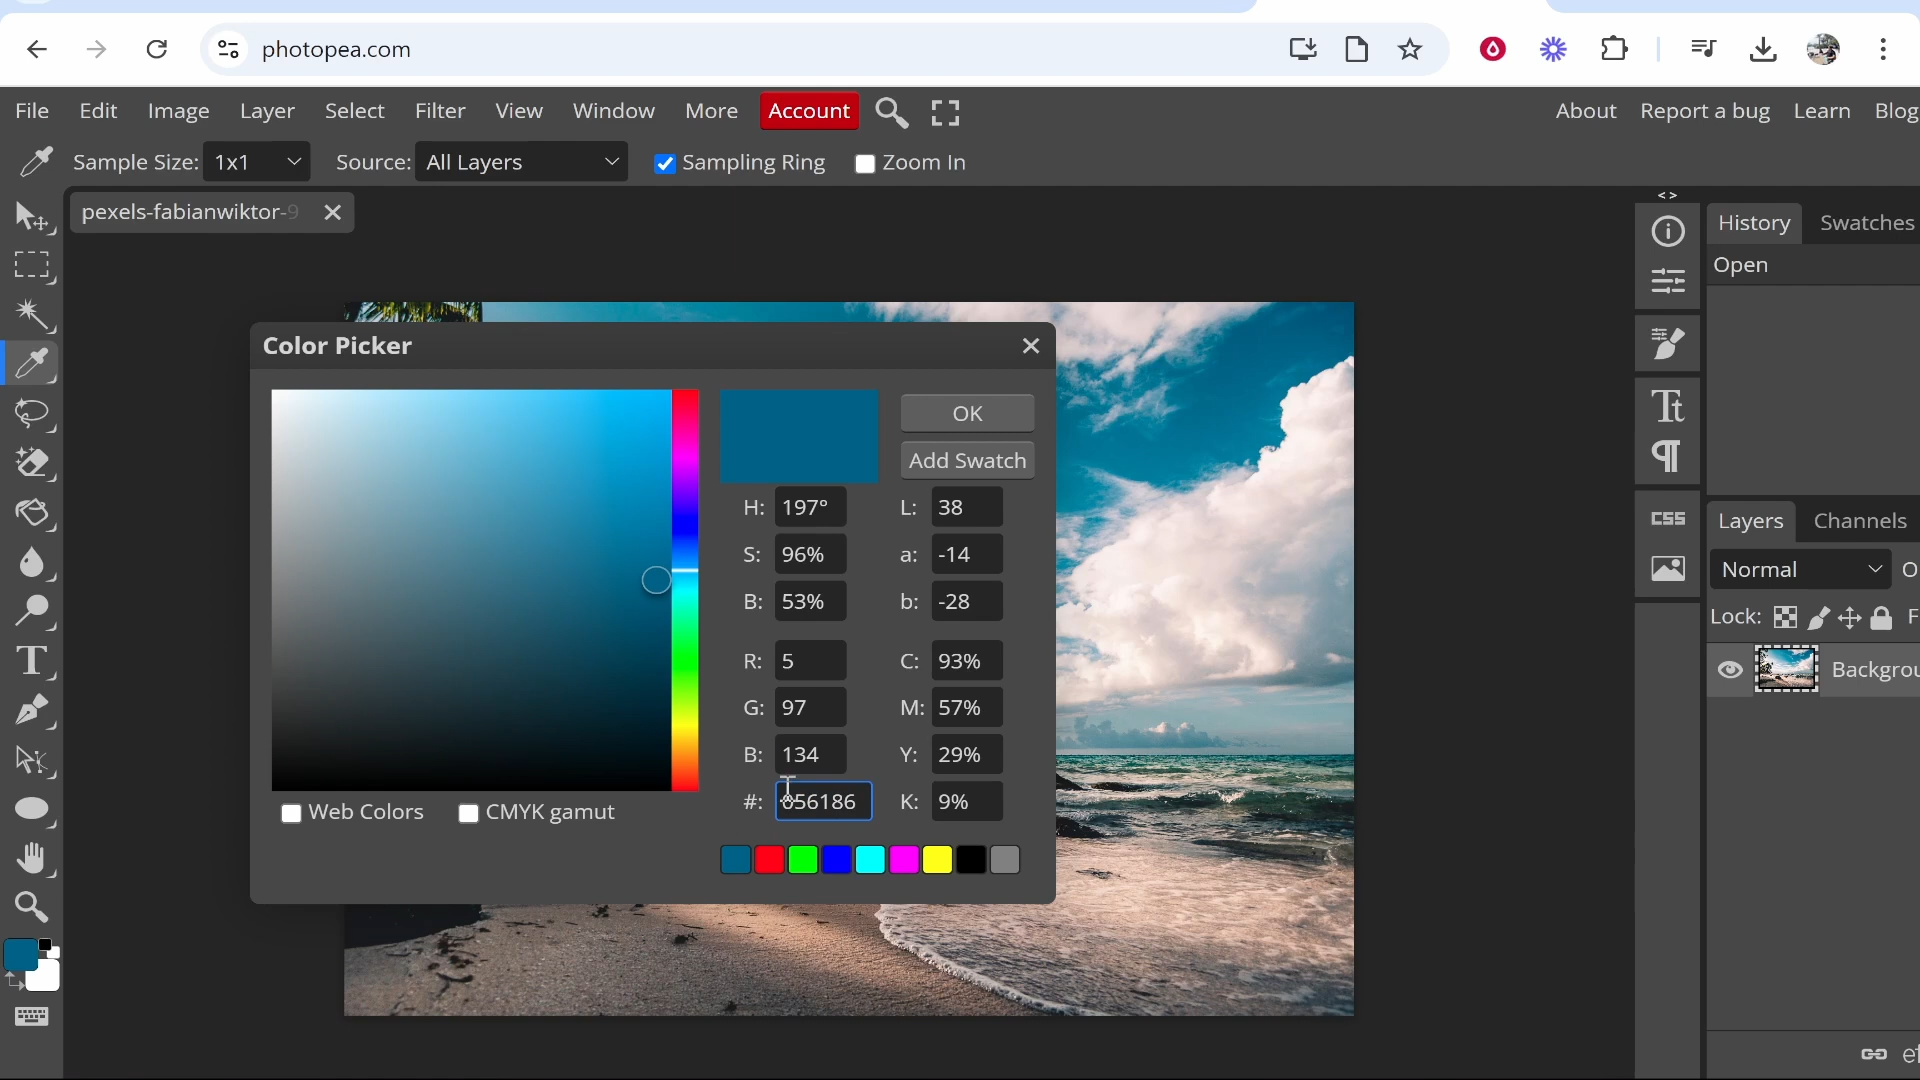 photopea.com
File Edit Image Layer Select Filter View Window More Account About Report a bug Learn Blog
Sample Size: 1x1 Source: All Layers Sampling Ring Zoom In
pexels-fabianwiktor-9
< >
History Swatches
Open
Color Picker
OK
Add Swatch
H: 197° L: 38
S: 96% a: -14
B: 53% b: -28
R: 5 C: 93%
G: 97 M: 57%
B: 134 Y: 29%
#: 056186 K: 9%
Web Colors CMYK gamut
Tt
¶
CSS
T
Layers Channels
Normal O
Lock: F
Backgrou
ef